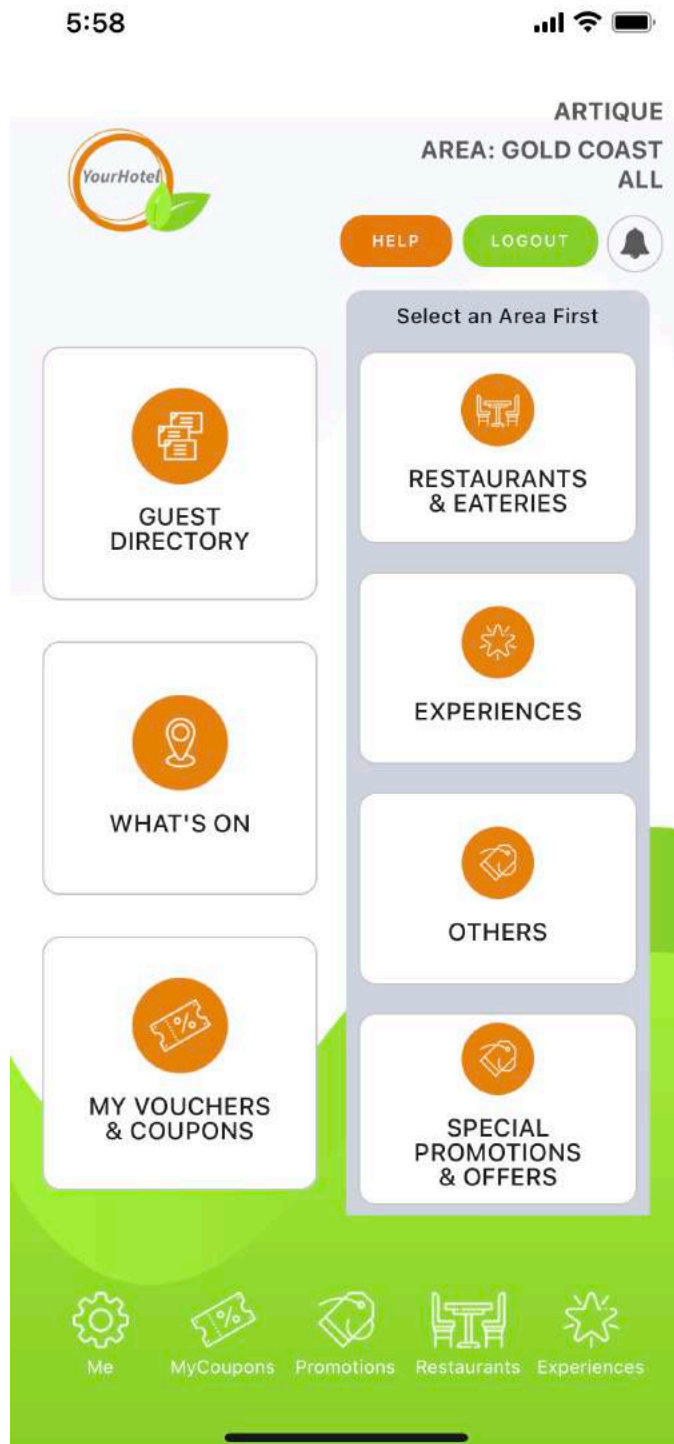 5:58
ARTIQUE
AREA: GOLD COAST
ALL
YourHotel
HELP
LOGOUT
Select an Area First
GUEST
DIRECTORY
WHAT'S ON
MY VOUCHERS
& COUPONS
RESTAURANTS
& EATERIES
EXPERIENCES
OTHERS
SPECIAL
PROMOTIONS
& OFFERS
Me
MyCoupons
Promotions
Restaurants
Experiences